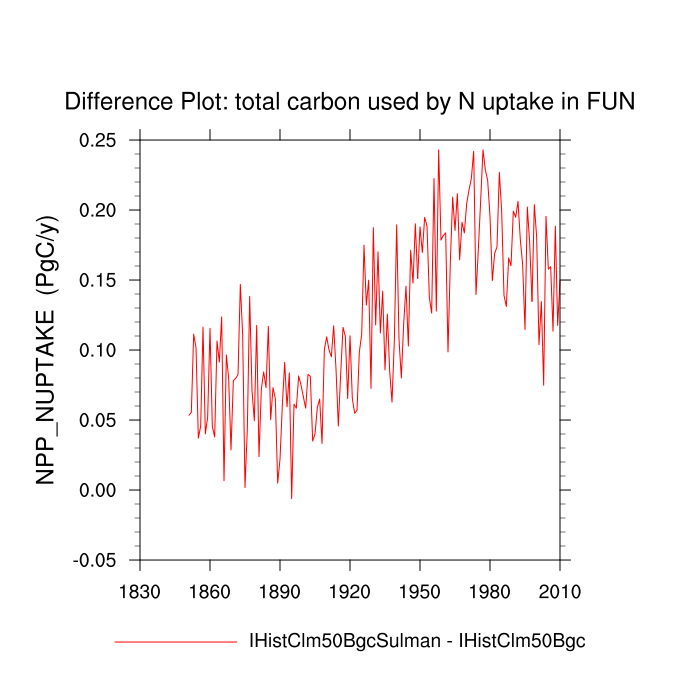 Difference Plot: total carbon used by N uptake in FUN
NPP_NUPTAKE (PgC/y)
0.25
0.20
0.15
0.10
0.05
0.00
-0.05
1830 1860 1890 1920 1950 1980 2010
IHistClm50BgcSulman - IHistClm50Bgc